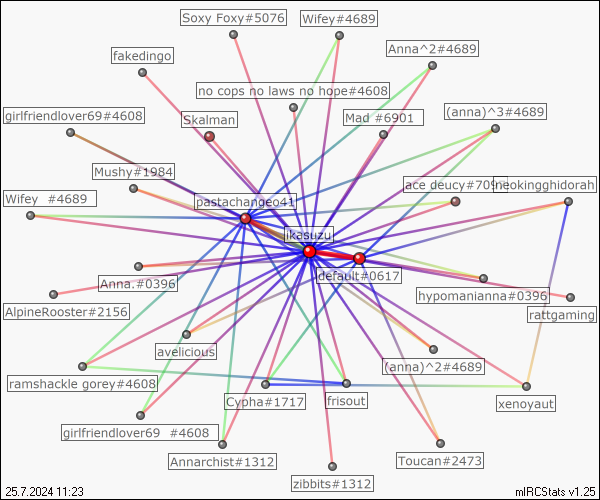 Soxy Foxy#5076
Wifey#4689
Anna^2#4689
fakedingo
no cops no laws no hope#4608
(anna)^3#4689
girlfriendlover69#4608
Skalman
Mad #6901
Mushy#1984
ace deucy#709
neokingghidorah
Wifey  #4689
pastachangeo41
ikasuzu
default#0617
Anna.#0396
hypomanianna#0396
AlpineRooster#2156
rattgaming
avelicious
(anna)^2#4689
ramshackle gorey#4608
Cypha#1717
frisout
xenoyaut
girlfriendlover69  #4608
Annarchist#1312
Toucan#2473
zibbits#1312
25.7.2024 11:23
mIRCStats v1.25